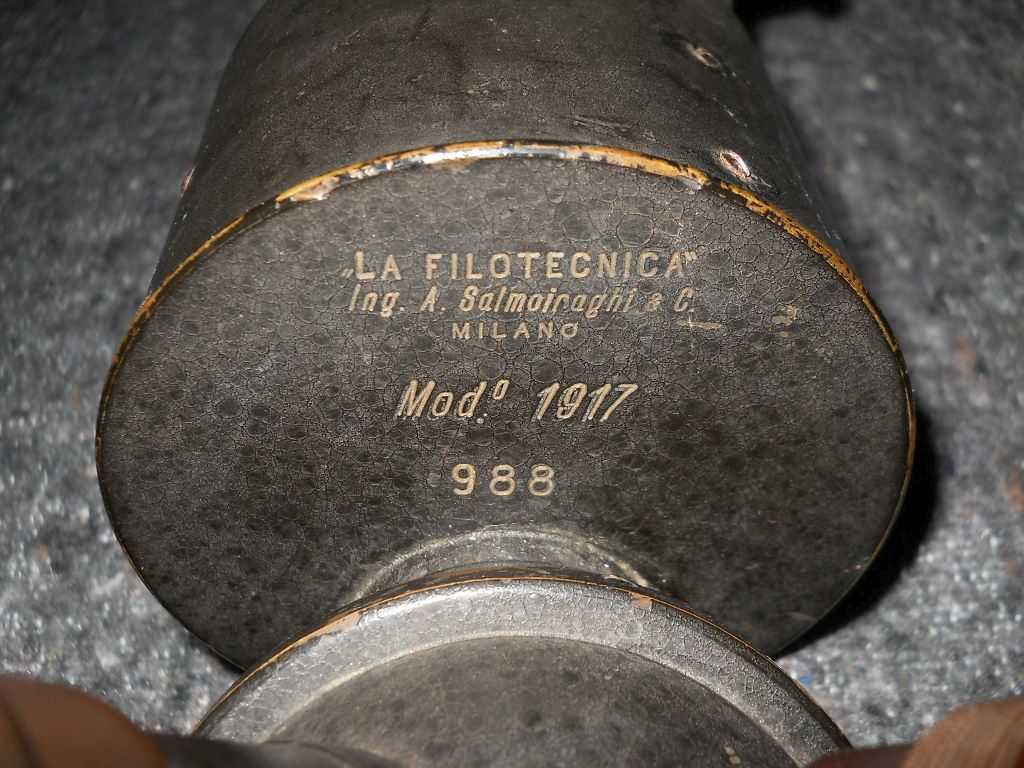 „LA FILOTECNICA"
Ing. A. Salmoiraghi & C.
MILANO
Mod.º 1917
988